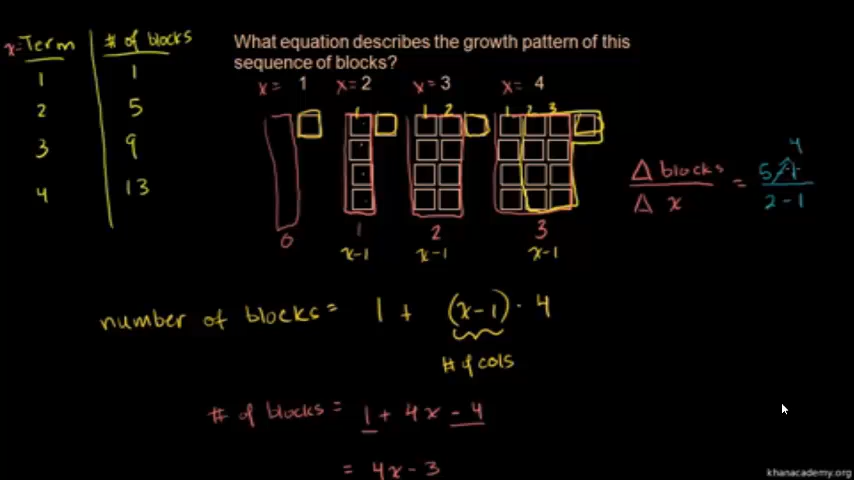 What equation describes the growth pattern of this
sequence of blocks?
x= Term # of blocks
1 1
2 5
3 9
4 13
x= 1 x= 2 x= 3 x= 4
1 1 2 1 2 3
0 1 2 3
x-1 x-1 x-1
Δ blocks
Δ x
=
4
5-1
2-1
number of blocks = 1 + (x-1) · 4
# of cols
# of blocks = 1 + 4x - 4
= 4x - 3
khanacademy.org